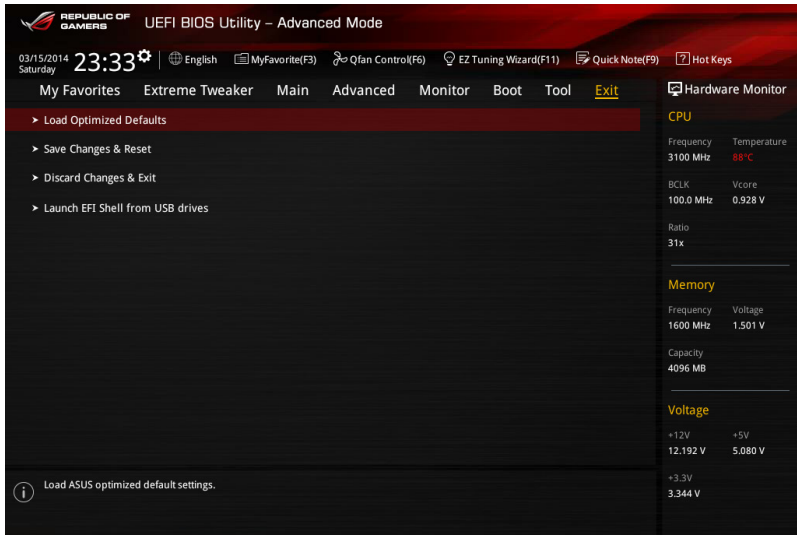 REPUBLIC OF
GAMERS
UEFI BIOS Utility – Advanced Mode
03/15/2014
Saturday
23:33
English
MyFavorite(F3)
Qfan Control(F6)
EZ Tuning Wizard(F11)
Quick Note(F9)
? Hot Keys
My Favorites Extreme Tweaker Main Advanced Monitor Boot Tool Exit
Hardware Monitor
> Load Optimized Defaults
> Save Changes & Reset
> Discard Changes & Exit
> Launch EFI Shell from USB drives
CPU
Frequency Temperature
3100 MHz 88°C
BCLK Vcore
100.0 MHz 0.928 V
Ratio
31x
Memory
Frequency Voltage
1600 MHz 1.501 V
Capacity
4096 MB
Voltage
+12V +5V
12.192 V 5.080 V
+3.3V
3.344 V
i Load ASUS optimized default settings.